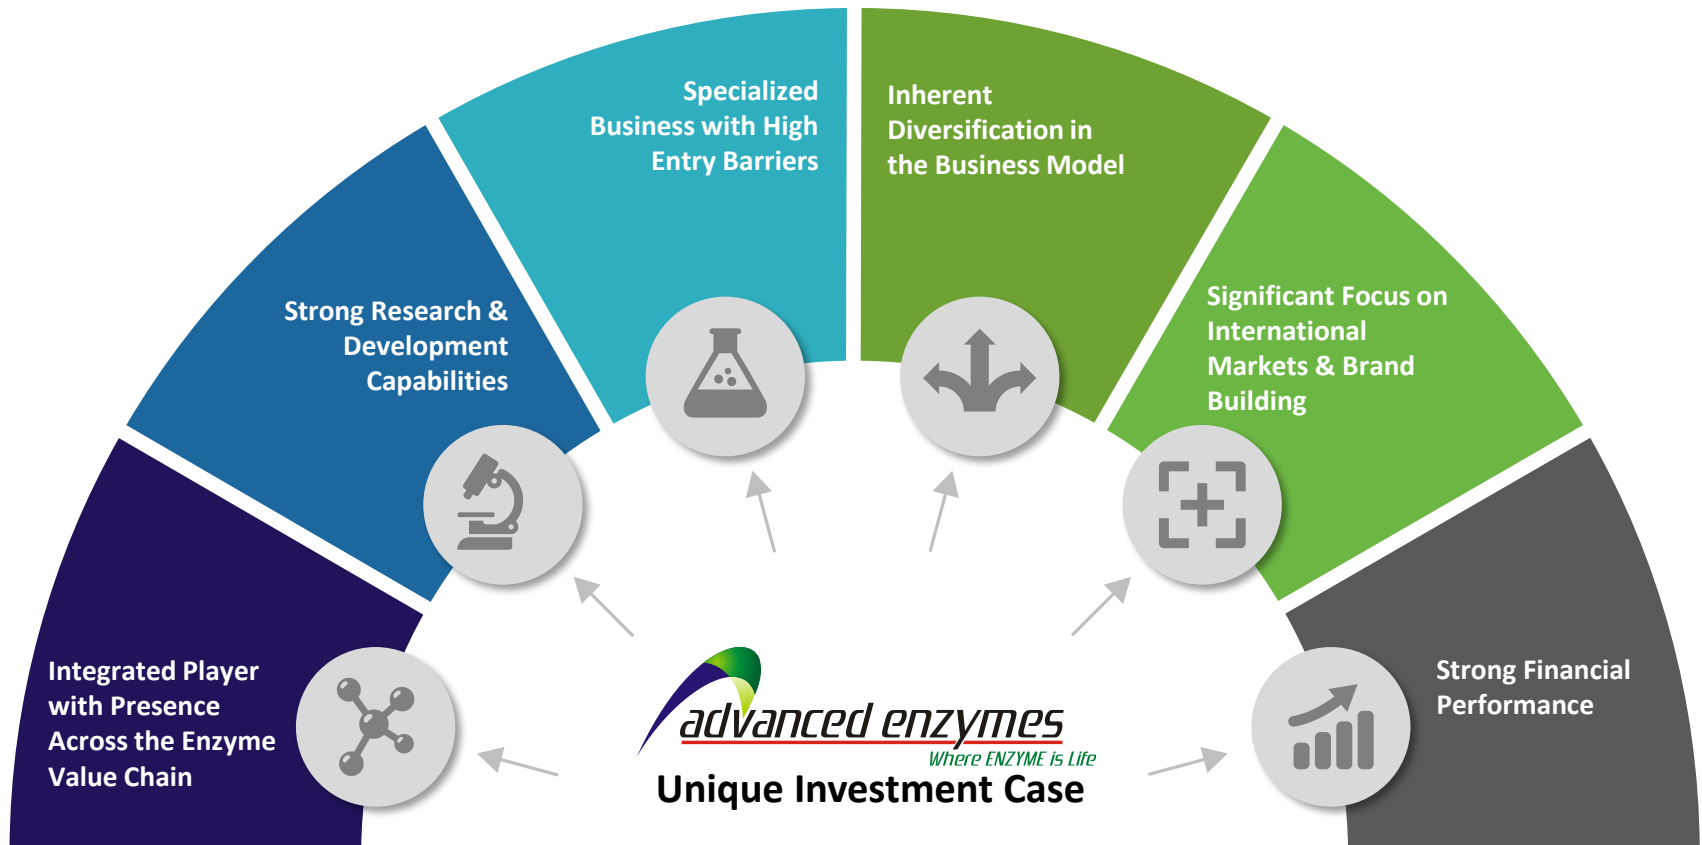 Specialized
Business with High
Entry Barriers
Inherent
Diversification in
the Business Model
Strong Research &
Development
Capabilities
Significant Focus on
International
Markets & Brand
Building
Integrated Player
with Presence
Across the Enzyme
Value Chain
Strong Financial
Performance
advanced enzymes
Where ENZYME is Life
Unique Investment Case